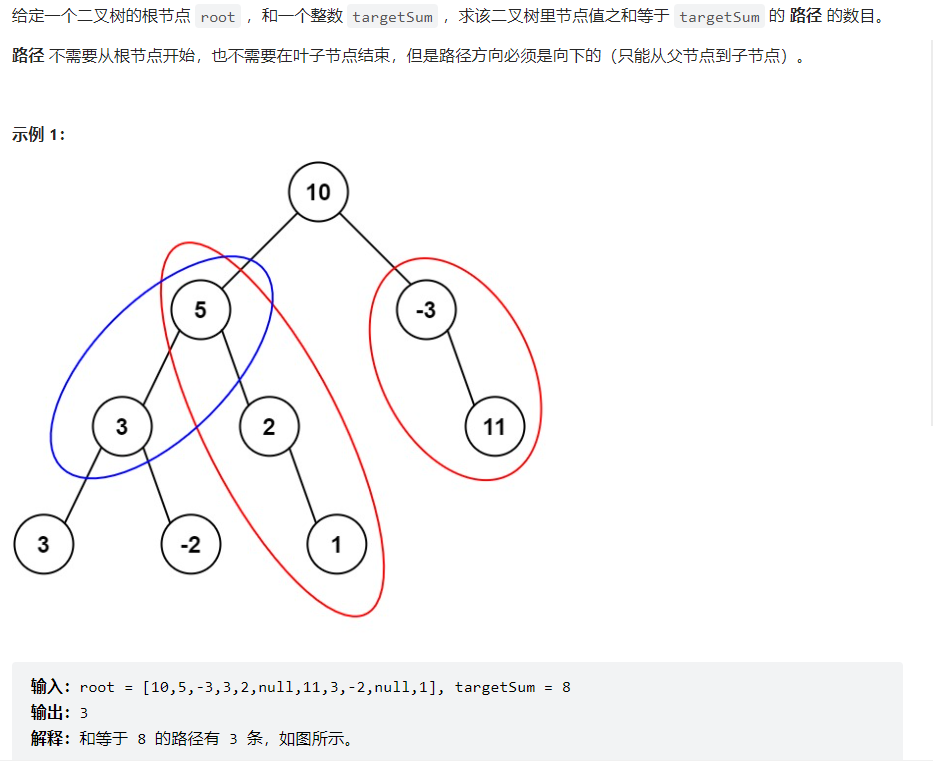 给定一个二叉树的根节点 root ，和一个整数 targetSum ，求该二叉树里节点值之和等于 targetSum 的 路径 的数目。
路径 不需要从根节点开始，也不需要在叶子节点结束，但是路径方向必须是向下的（只能从父节点到子节点）。
示例 1：
10
5 -3
3 2 11
3 -2 1
输入：root = [10,5,-3,3,2,null,11,3,-2,null,1], targetSum = 8
输出：3
解释：和等于 8 的路径有 3 条，如图所示。